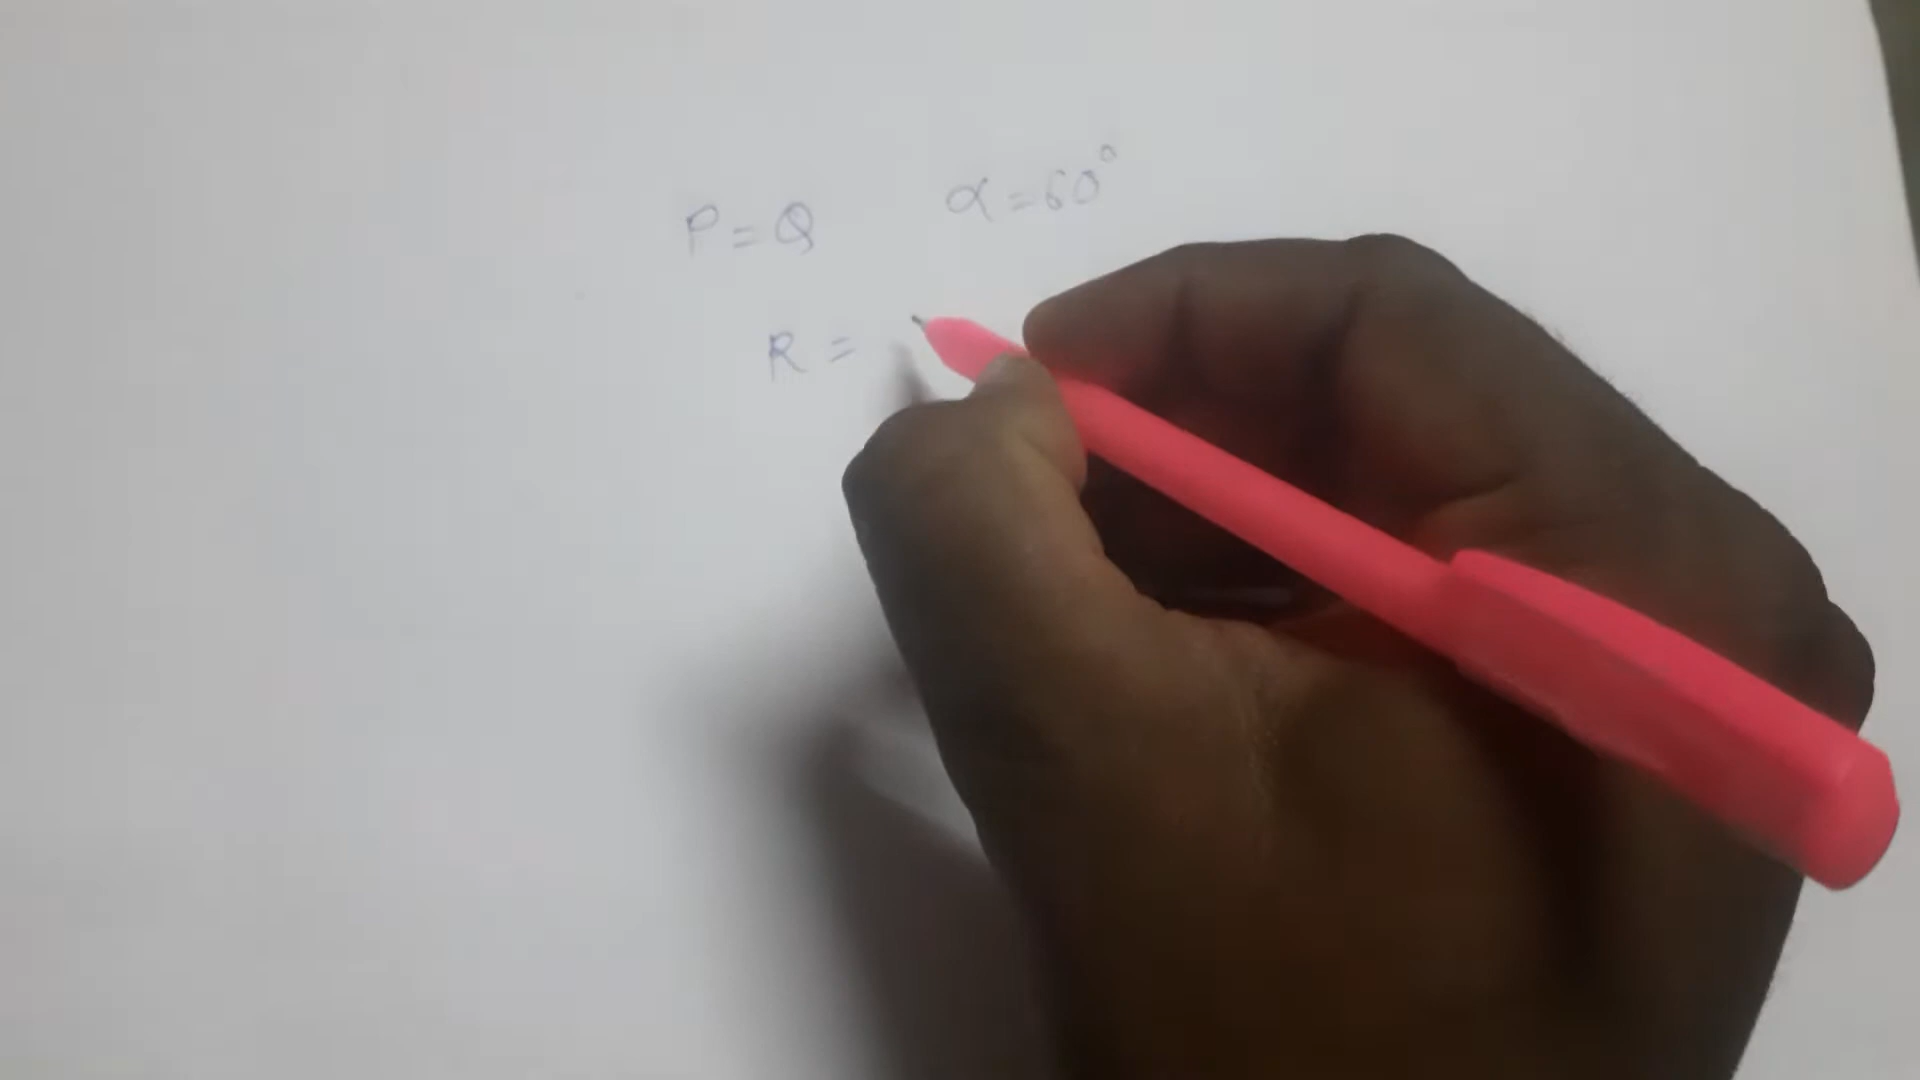 P = Q α = 60°
R =